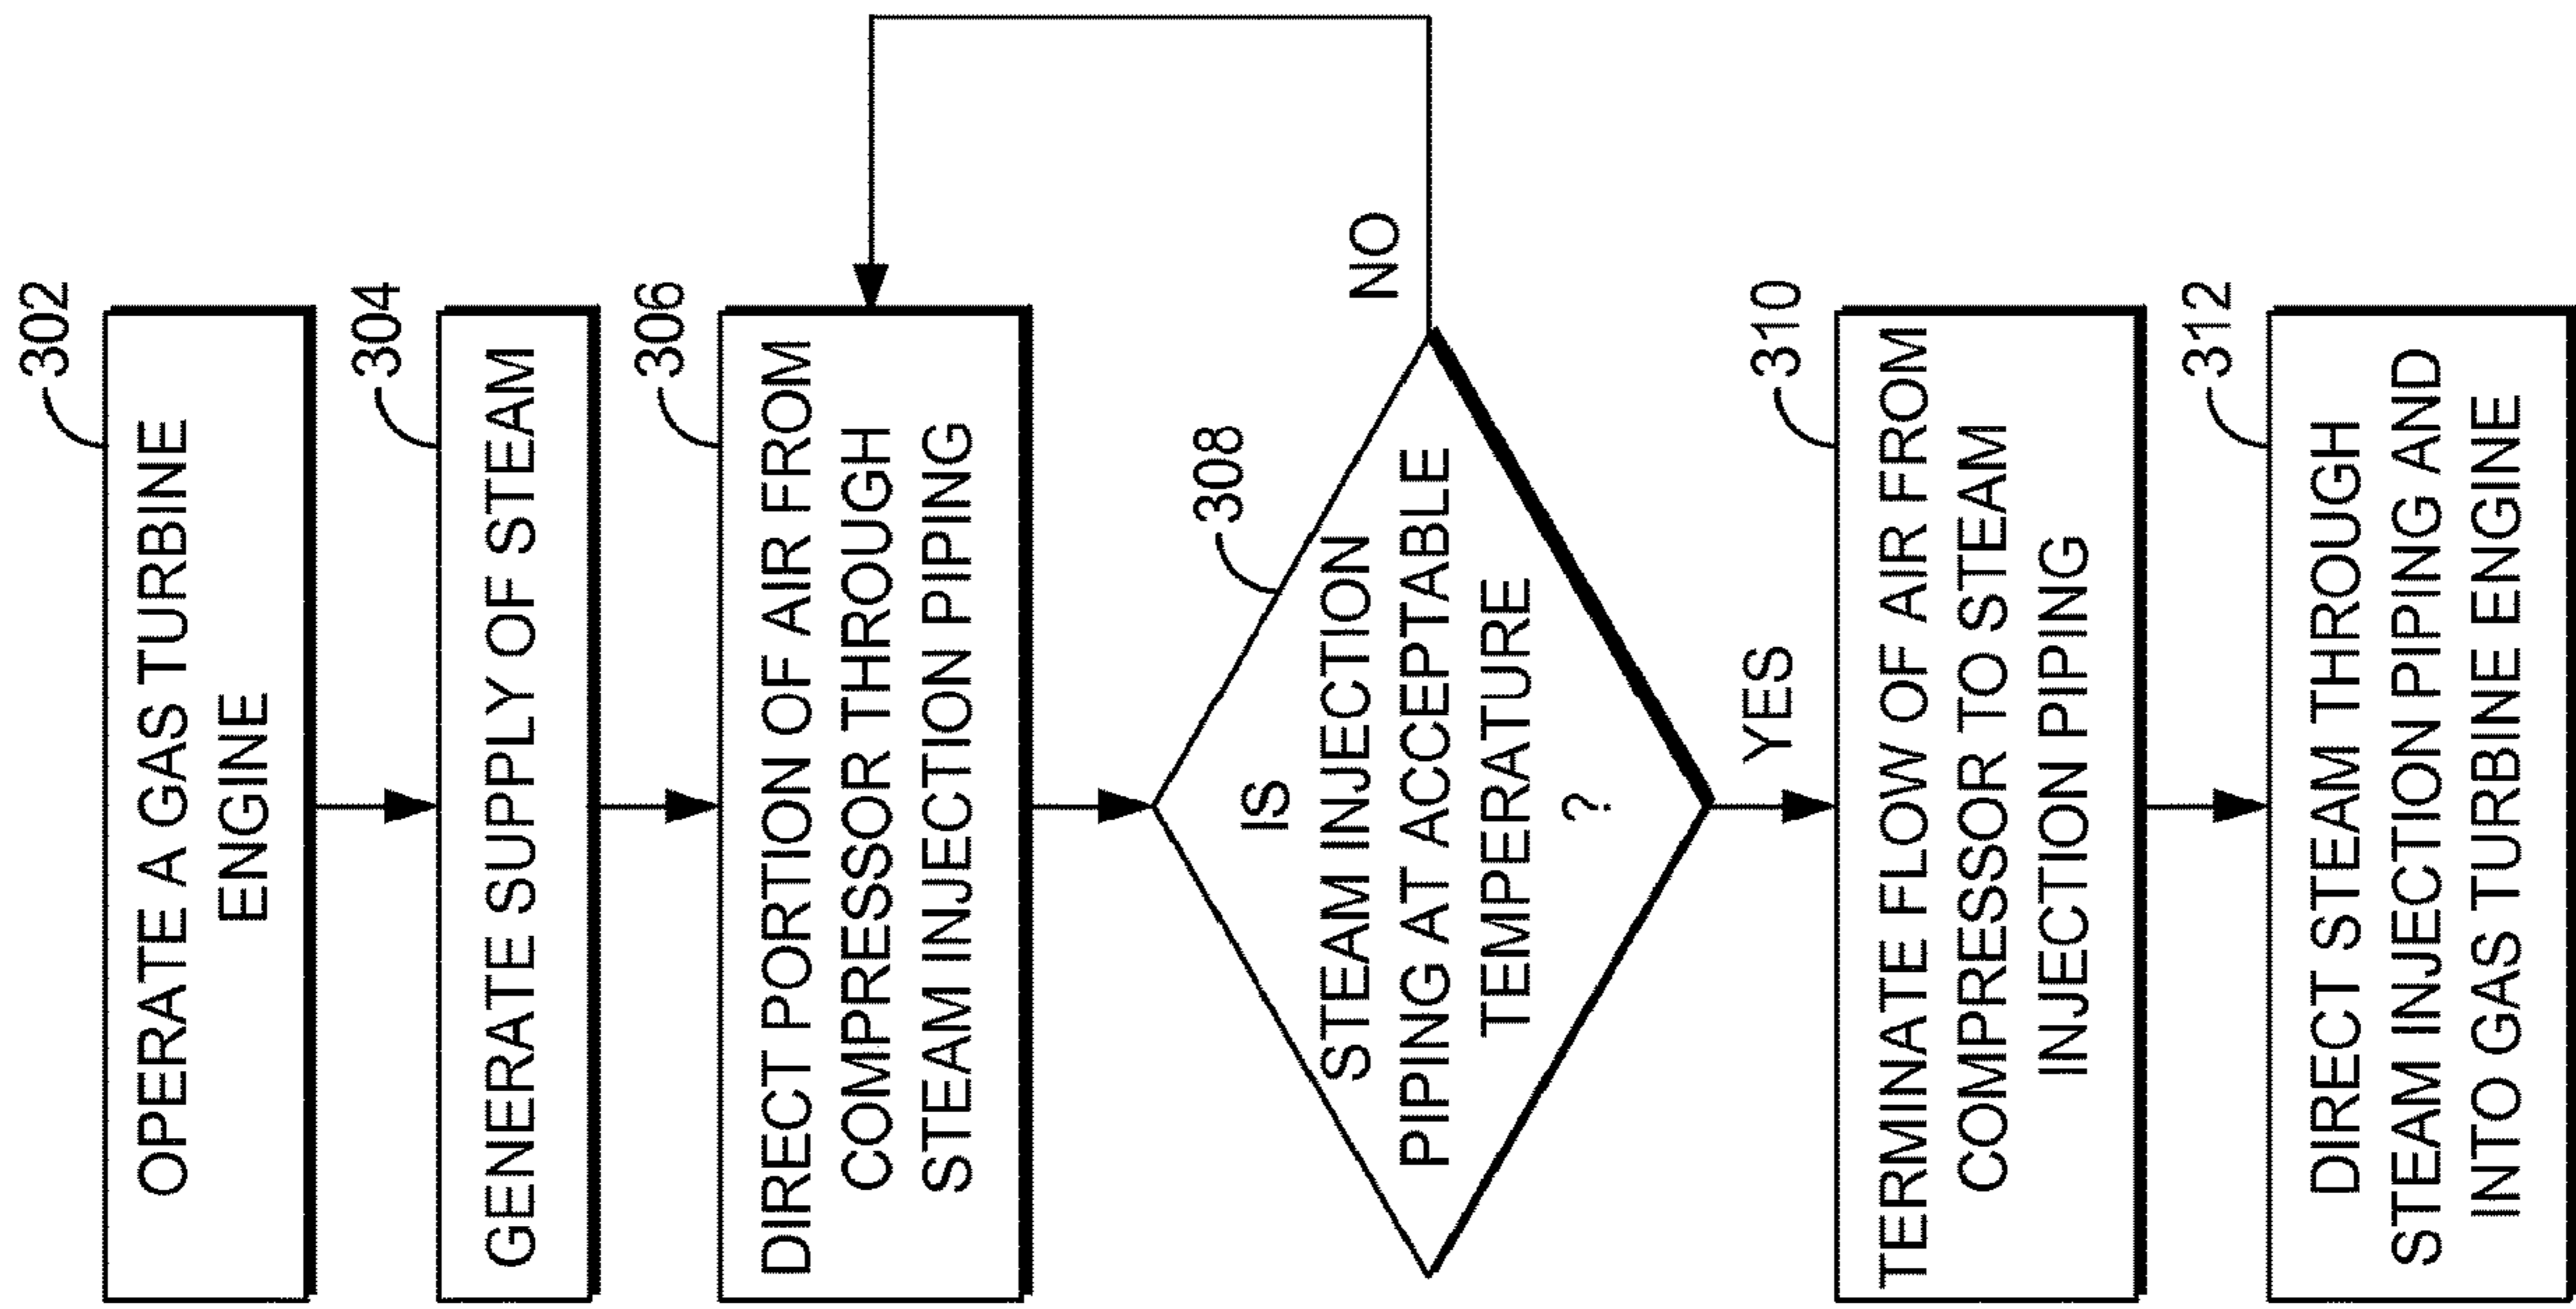 302
OPERATE A GAS TURBINE
ENGINE
304
GENERATE SUPPLY OF STEAM
306
DIRECT PORTION OF AIR FROM
COMPRESSOR THROUGH
STEAM INJECTION PIPING
308
IS
STEAM INJECTION
PIPING AT ACCEPTABLE
TEMPERATURE
?
NO
YES
310
TERMINATE FLOW OF AIR FROM
COMPRESSOR TO STEAM
INJECTION PIPING
312
DIRECT STEAM THROUGH
STEAM INJECTION PIPING AND
INTO GAS TURBINE ENGINE